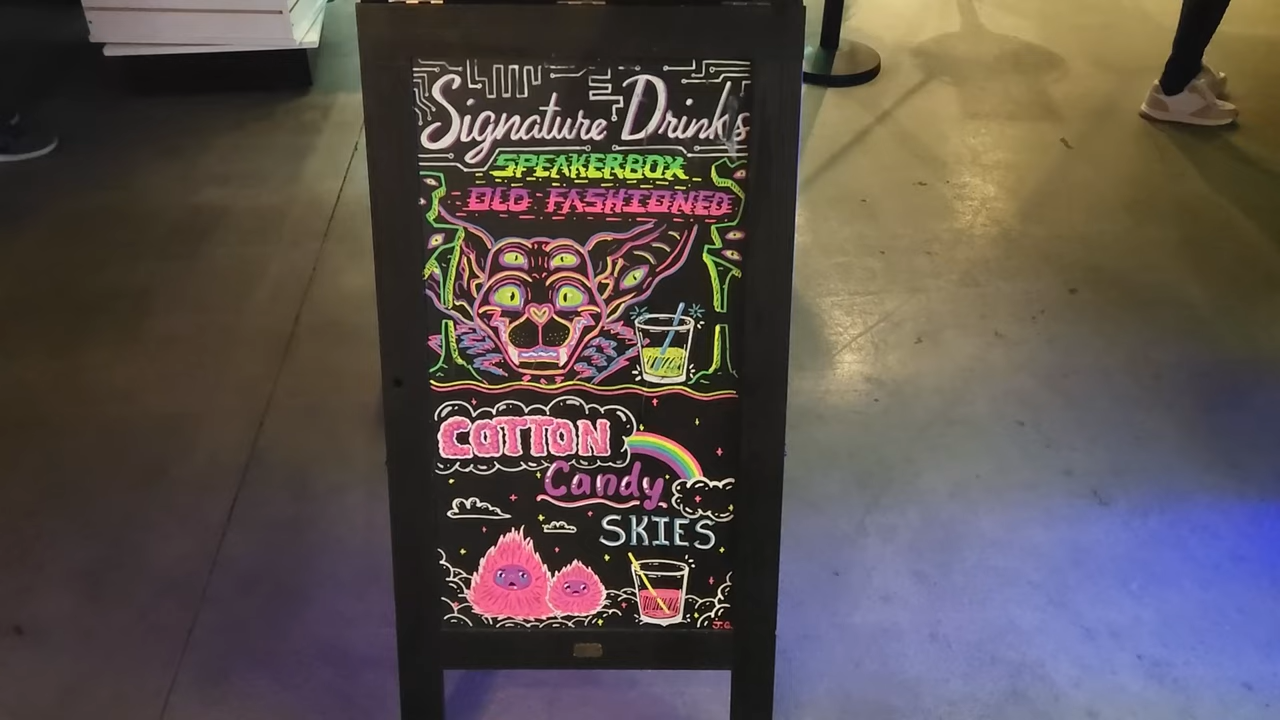 Signature Drinks
SPEAKERBOX
OLD FASHIONED
COTTON
Candy
SKIES
J.C.